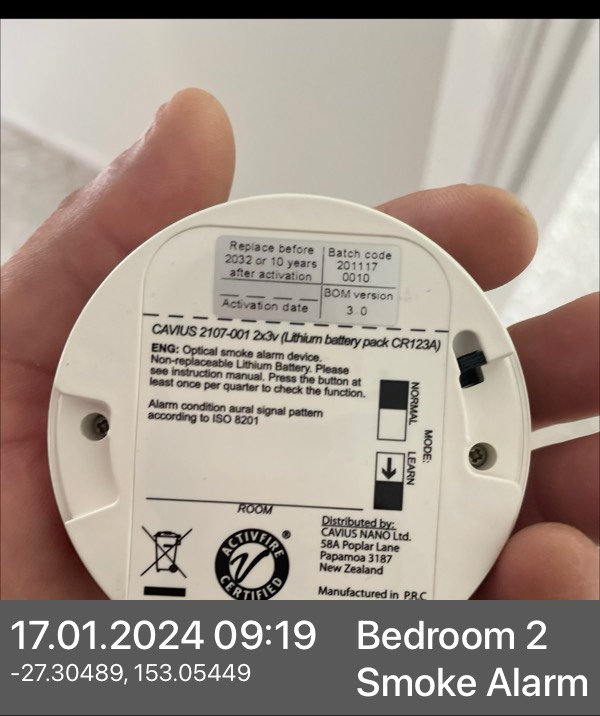 Replace before
2032 or 10 years
after activation
Activation date
Batch code
201117
0010
BOM version
3.0
CAVIUS 2107-001 2x3v (Lithium battery pack CR123A)
ENG: Optical smoke alarm device.
Non-replaceable Lithium Battery. Please
see instruction manual. Press the button at
least once per quarter to check the function.
Alarm condition aural signal pattern
according to ISO 8201
NORMAL
MODE:
LEARN
ROOM
ACTIVFIRE
®
CERTIFIED
Distributed by:
CAVIUS NANO Ltd.
58A Poplar Lane
Papamoa 3187
New Zealand
Manufactured in P.R.C
17.01.2024 09:19
-27.30489, 153.05449
Bedroom 2
Smoke Alarm